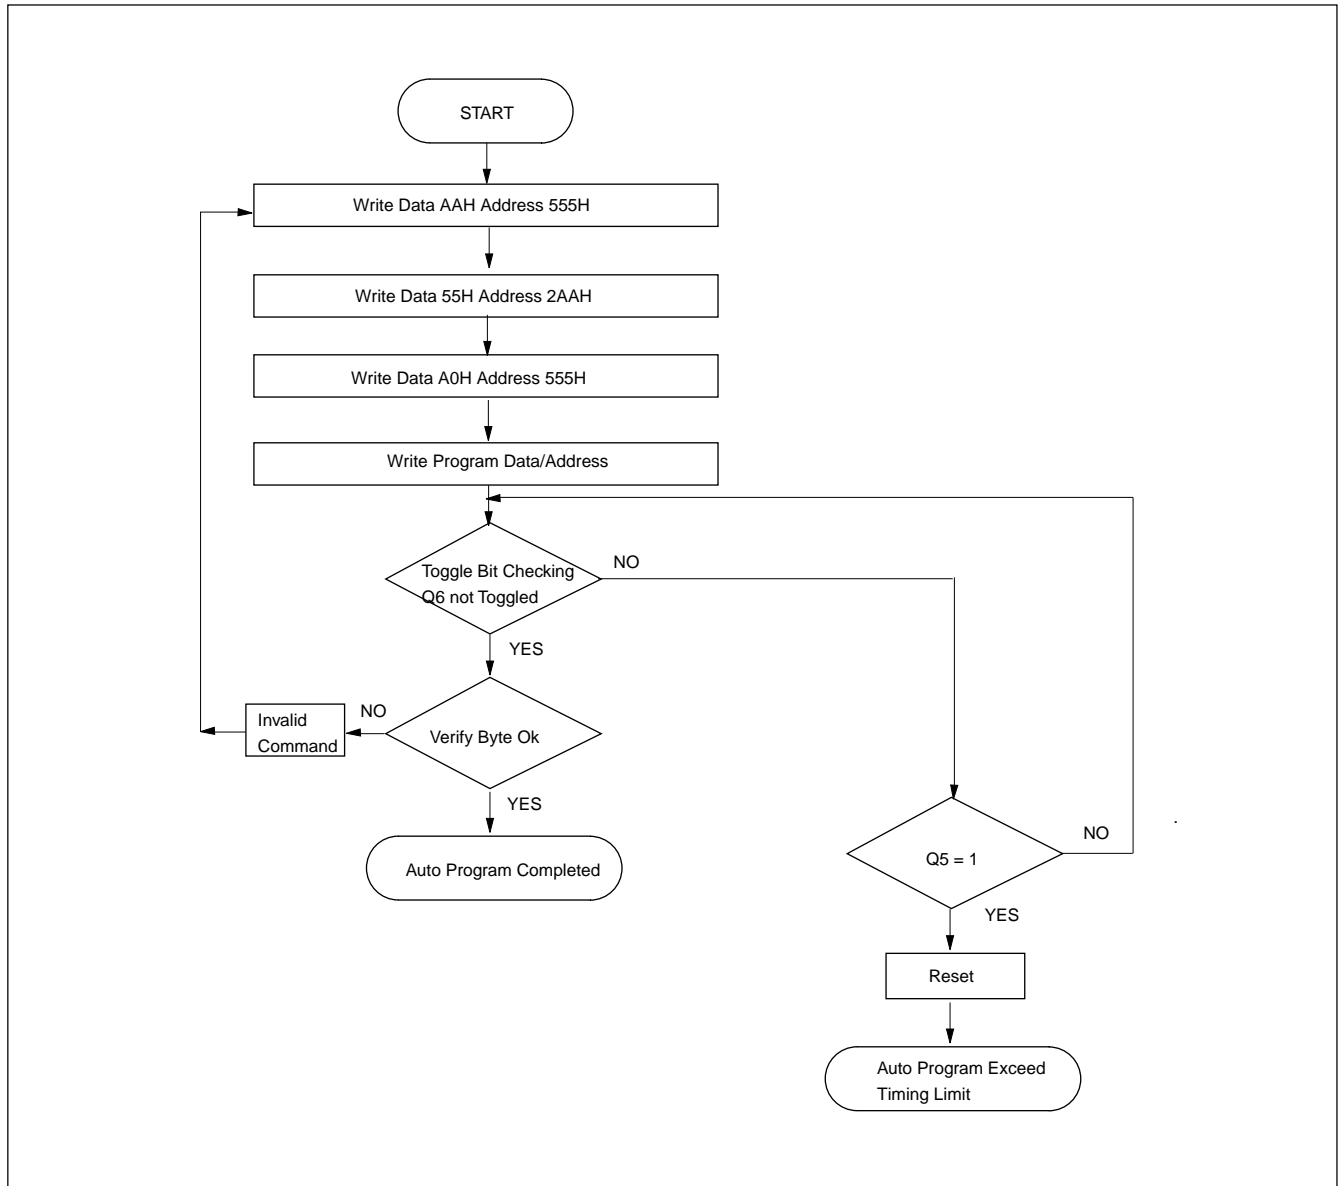 START
Write Data AAH Address 555H
Write Data 55H Address 2AAH
Write Data A0H Address 555H
Write Program Data/Address
Toggle Bit Checking
Q6 not Toggled
NO
YES
Invalid
Command
NO
Verify Byte Ok
YES
Auto Program Completed
Q5 = 1
NO
.
YES
Reset
Auto Program Exceed
Timing Limit